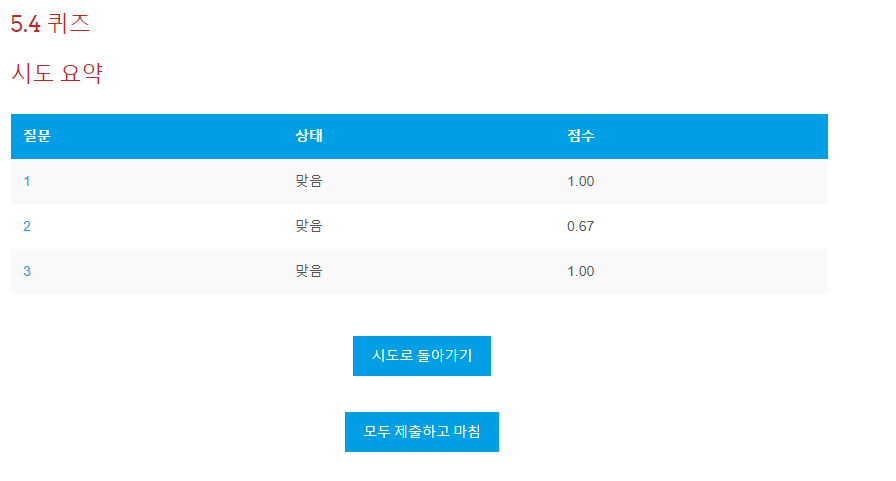 5.4 퀴즈
시도 요약
질문 상태 점수
1 맞음 1.00
2 맞음 0.67
3 맞음 1.00
시도로 돌아가기
모두 제출하고 마침